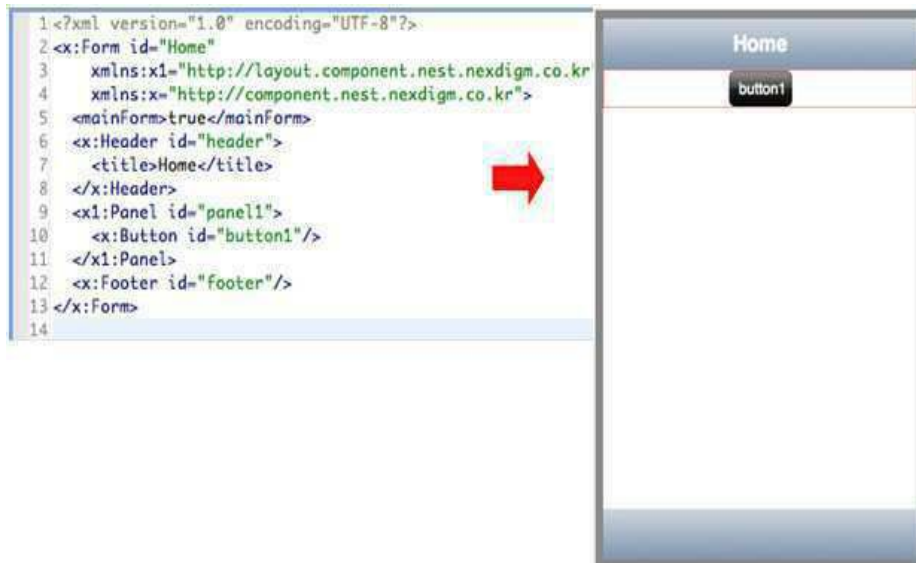 1 <?xml version="1.0" encoding="UTF-8"?>
2 <x:Form id="Home"
3 xmlns:x1="http://layout.component.nest.nexdigm.co.kr"
4 xmlns:x="http://component.nest.nexdigm.co.kr">
5 <mainForm>true</mainForm>
6 <x:Header id="header">
7 <title>Home</title>
8 </x:Header>
9 <x1:Panel id="panel1">
10 <x:Button id="button1"/>
11 </x1:Panel>
12 <x:Footer id="footer"/>
13 </x:Form>
14
Home
button1